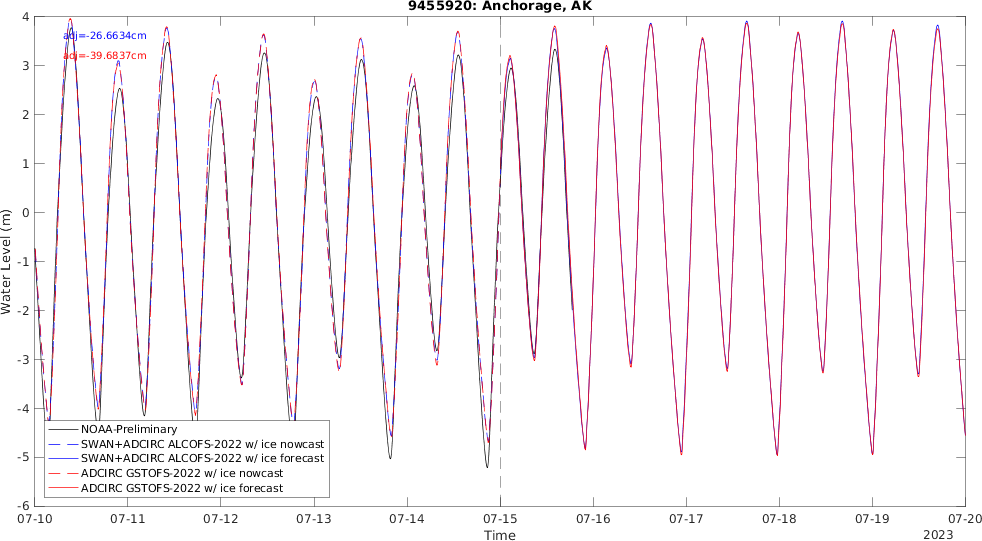 9455920: Anchorage, AK
adj=-26.6634cm
adj=-39.6837cm
Water Level (m)
4
3
2
1
0
-1
-2
-3
-4
-5
-6
NOAA-Preliminary
SWAN+ADCIRC ALCOFS-2022 w/ ice nowcast
SWAN+ADCIRC ALCOFS-2022 w/ ice forecast
ADCIRC GSTOFS-2022 w/ ice nowcast
ADCIRC GSTOFS-2022 w/ ice forecast
07-10 07-11 07-12 07-13 07-14 07-15 07-16 07-17 07-18 07-19 07-20
Time
2023